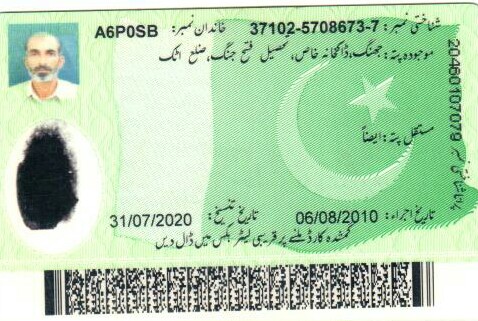 شناختی نمبر: 37102-5708673-7 خاندان نمبر: A6P0SB
موجودہ پتہ: جھنگ، ڈاکخانہ خاص، تحصیل فتح جنگ، ضلع اٹک
مستقل پتہ: ایضاً
20460107079
تاریخ اجراء: 06/08/2010 تاریخ تنسیخ: 31/07/2020
گمشدہ کارڈ ملنے پر قریبی لیٹر بکس میں ڈال دیں